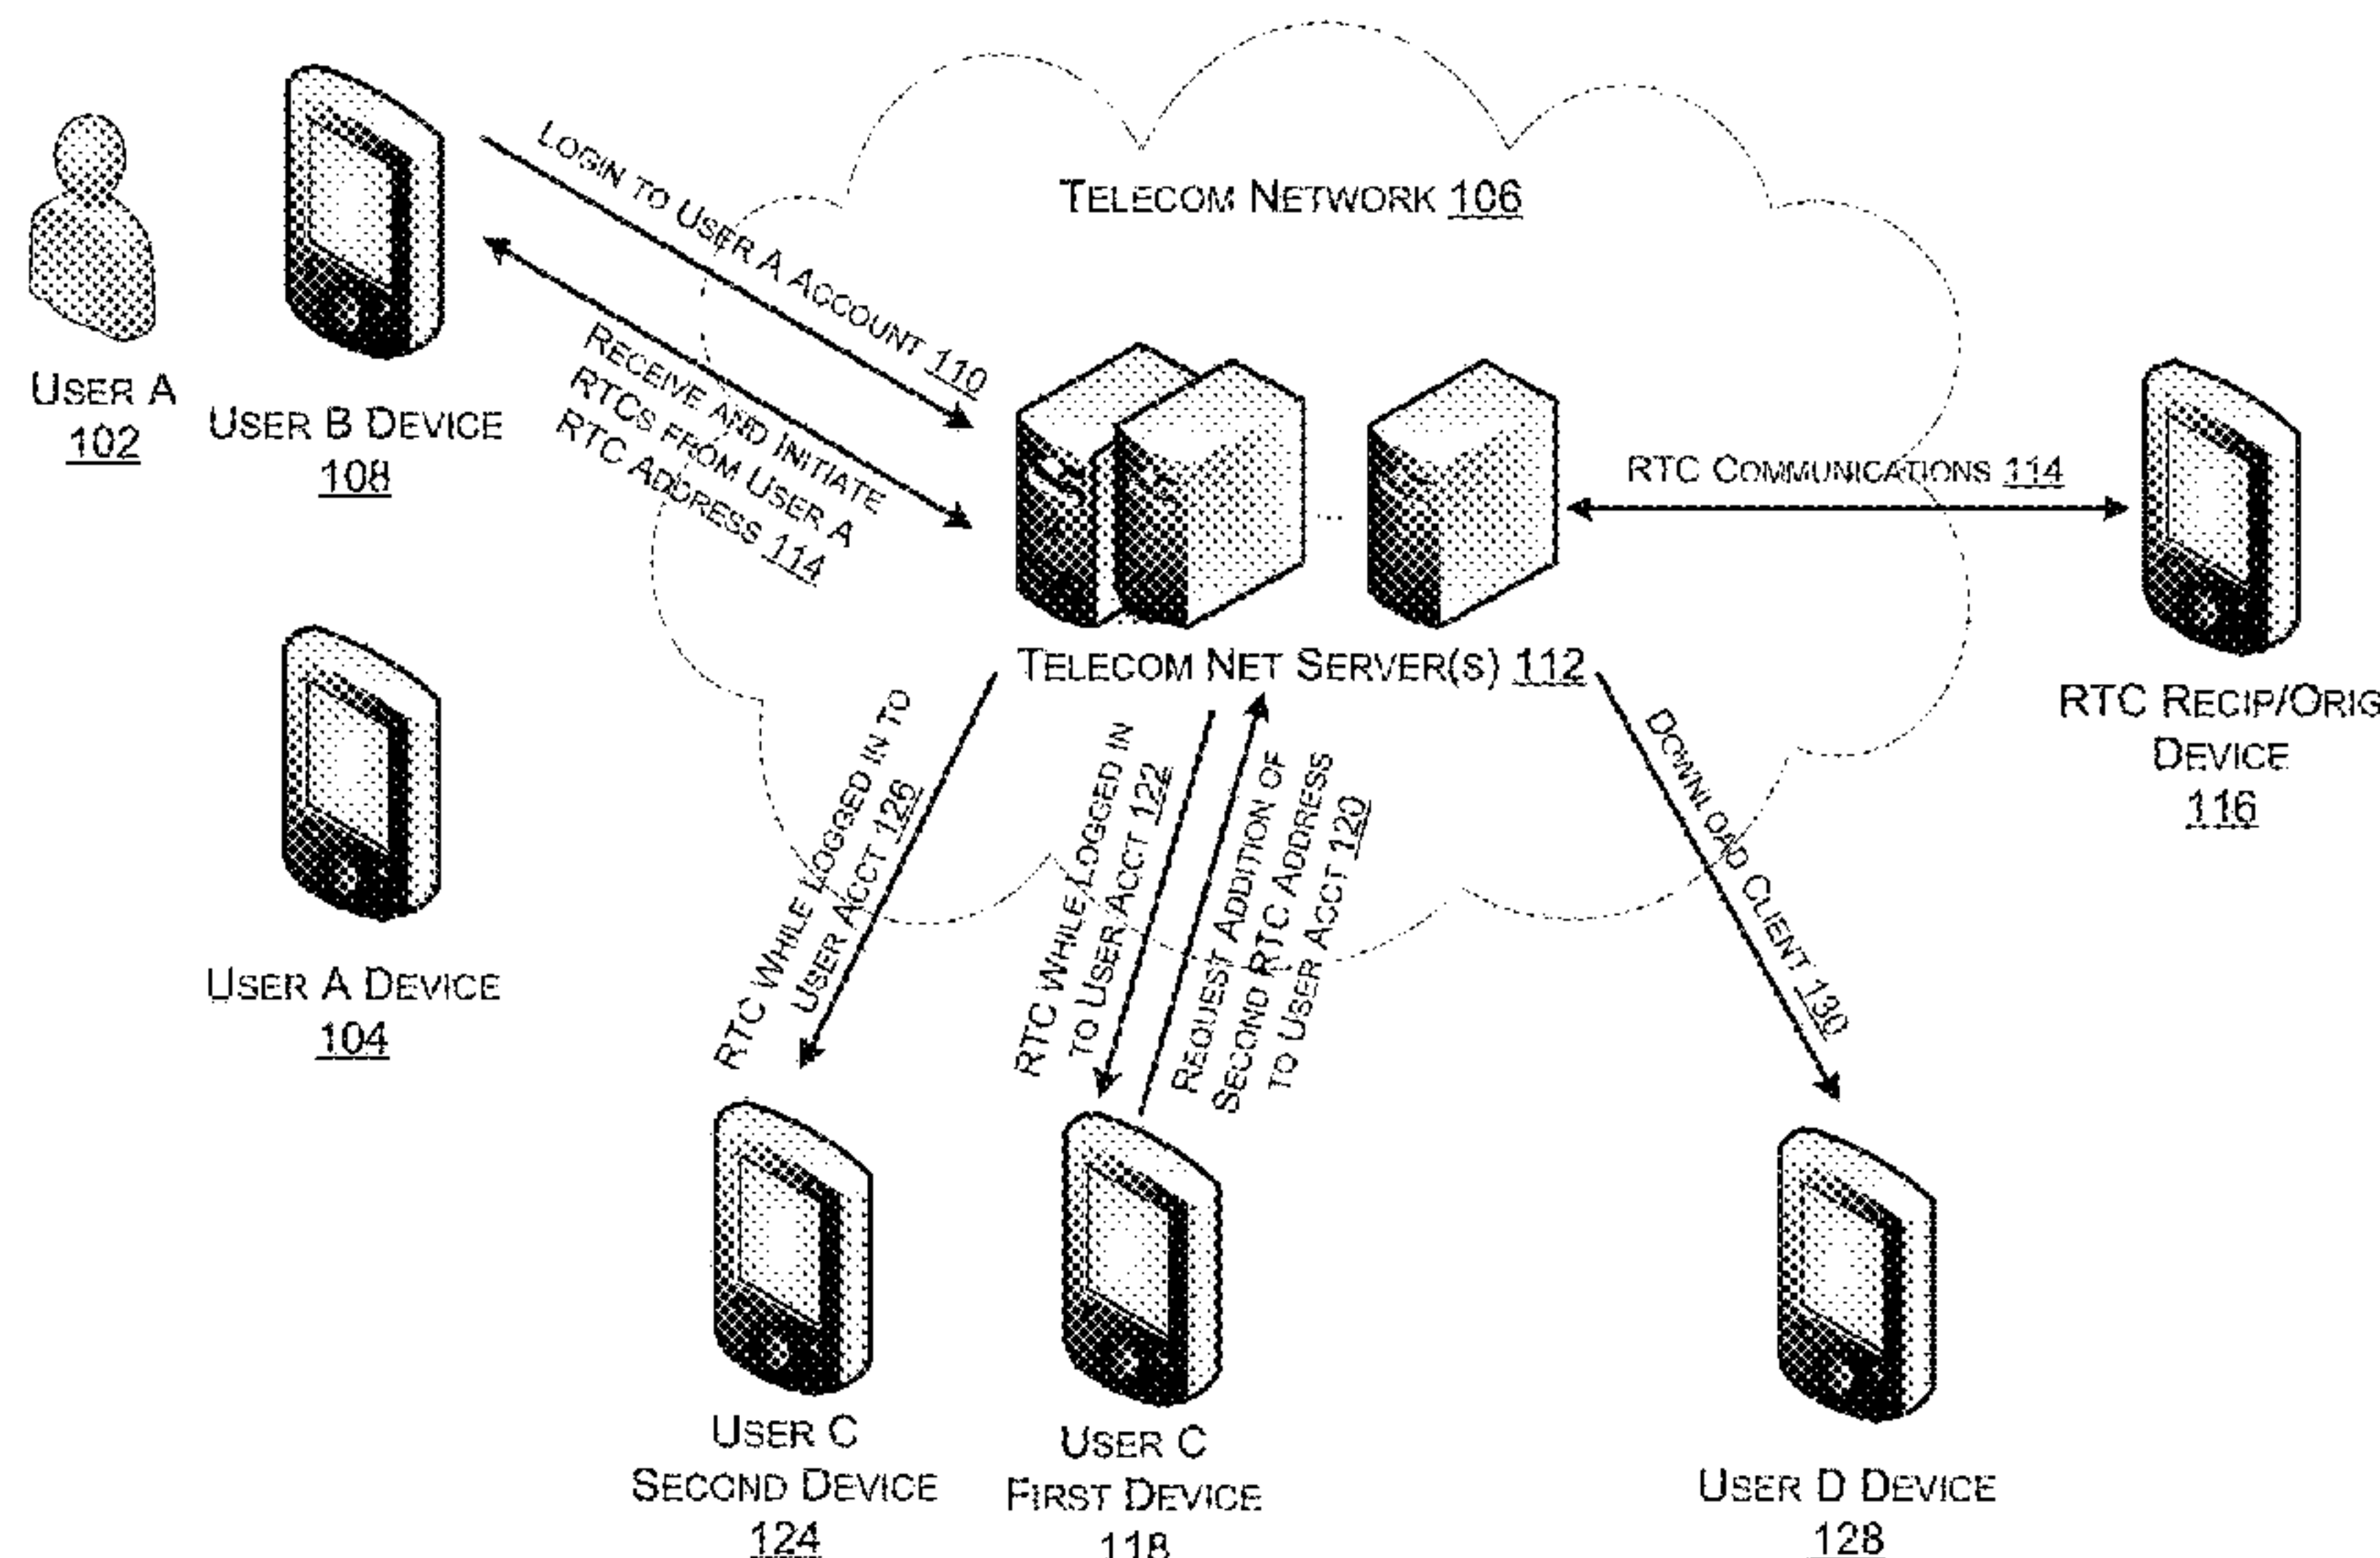 TELECOM NETWORK 106
LOGIN TO USER A ACCOUNT 110
RECEIVE AND INITIATE
RTCS FROM USER A
RTC ADDRESS 114
USER A
102
USER B DEVICE
108
RTC COMMUNICATIONS 114
TELECOM NET SERVER(S) 112
RTC RECIP/ORIG
DEVICE
116
USER A DEVICE
104
RTC WHILE LOGGED IN TO
USER ACCT 126
RTC WHILE LOGGED IN
TO USER ACCT 122
REQUEST ADDITION OF
SECOND RTC ADDRESS
TO USER ACCT 120
DOWNLOAD CLIENT 130
USER C
SECOND DEVICE
124
USER C
FIRST DEVICE
118
USER D DEVICE
128